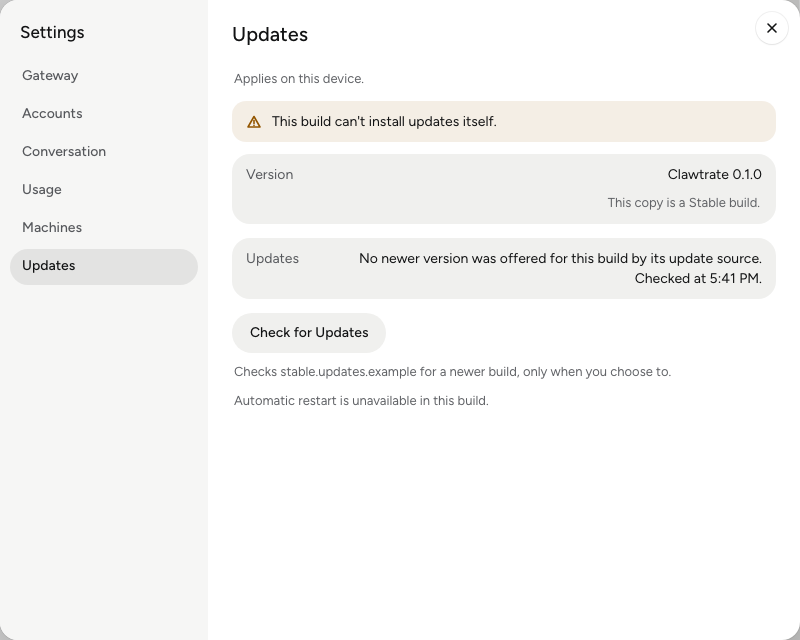 Settings
Gateway
Accounts
Conversation
Usage
Machines
Updates
Updates
Applies on this device.
This build can't install updates itself.
Version
Clawtrate 0.1.0
This copy is a Stable build.
Updates
No newer version was offered for this build by its update source.
Checked at 5:41 PM.
Check for Updates
Checks stable.updates.example for a newer build, only when you choose to.
Automatic restart is unavailable in this build.